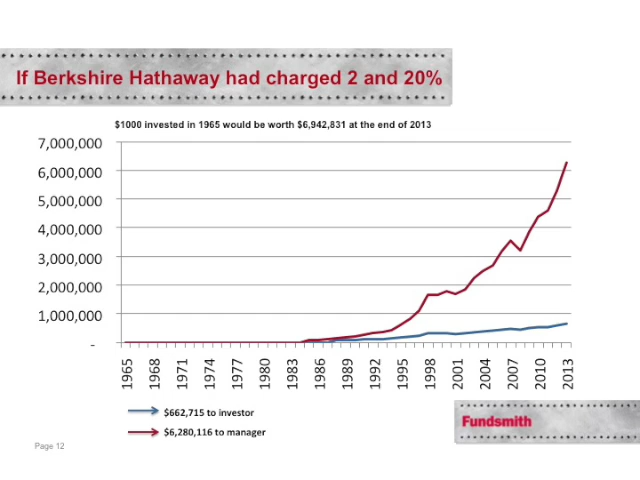 If Berkshire Hathaway had charged 2 and 20%
$1000 invested in 1965 would be worth $6,942,831 at the end of 2013
7,000,000
6,000,000
5,000,000
4,000,000
3,000,000
2,000,000
1,000,000
-
1965 1968 1971 1974 1977 1980 1983 1986 1989 1992 1995 1998 2001 2004 2007 2010 2013
$662,715 to investor
$6,280,116 to manager
Fundsmith
Page 12